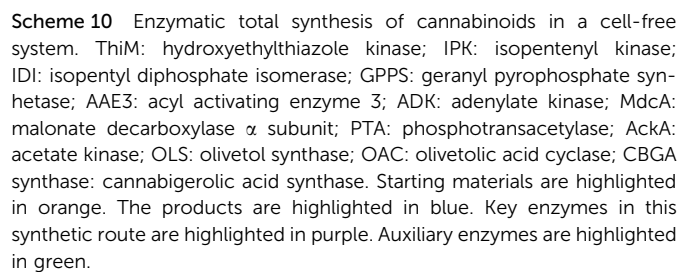 Scheme 10 Enzymatic total synthesis of cannabinoids in a cell-free
system. ThiM: hydroxyethylthiazole kinase; IPK: isopentenyl kinase;
IDI: isopentyl diphosphate isomerase; GPPS: geranyl pyrophosphate syn-
hetase; AAE3: acyl activating enzyme 3; ADK: adenylate kinase; MdcA:
malonate decarboxylase α subunit; PTA: phosphotransacetylase; AckA:
acetate kinase; OLS: olivetol synthase; OAC: olivetolic acid cyclase; CBGA
synthase: cannabigerolic acid synthase. Starting materials are highlighted
in orange. The products are highlighted in blue. Key enzymes in this
synthetic route are highlighted in purple. Auxiliary enzymes are highlighted
in green.